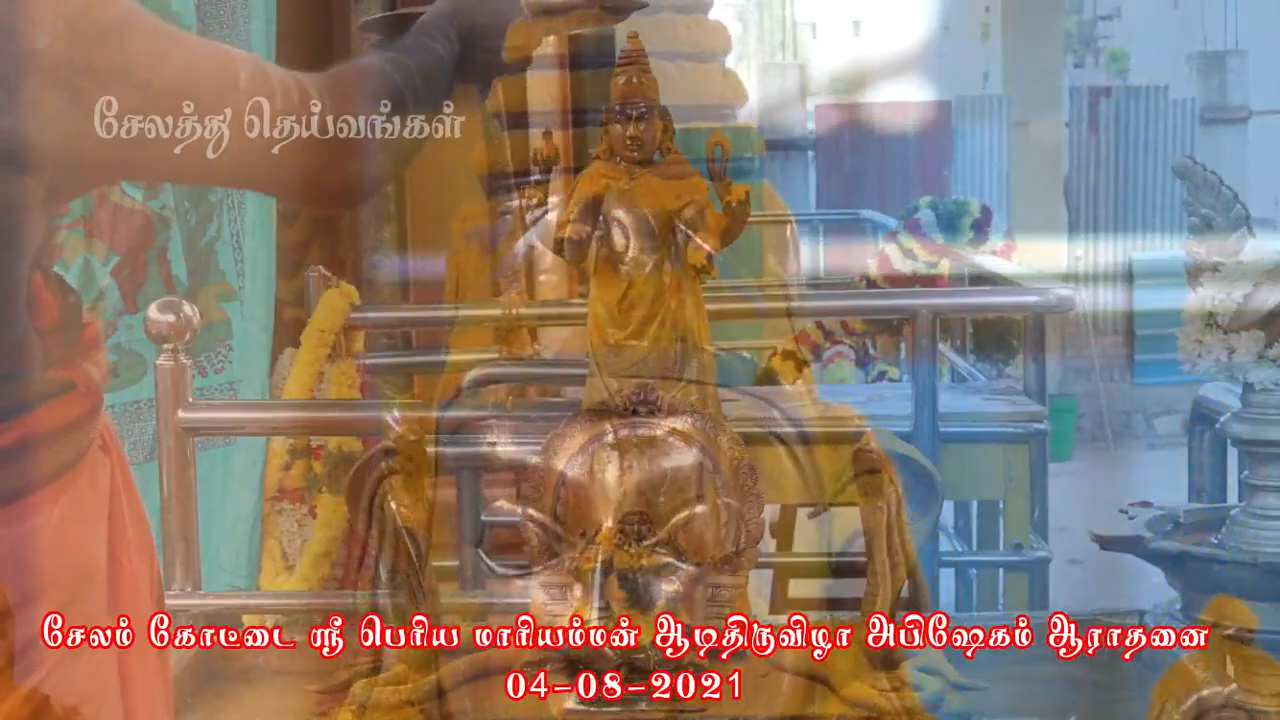 சேலத்து தெய்வங்கள்
சேலம் கோட்டை ஸ்ரீ பெரிய மாரியம்மன் ஆடிதிருவிழா அபிஷேகம் ஆராதனை
04-08-2021